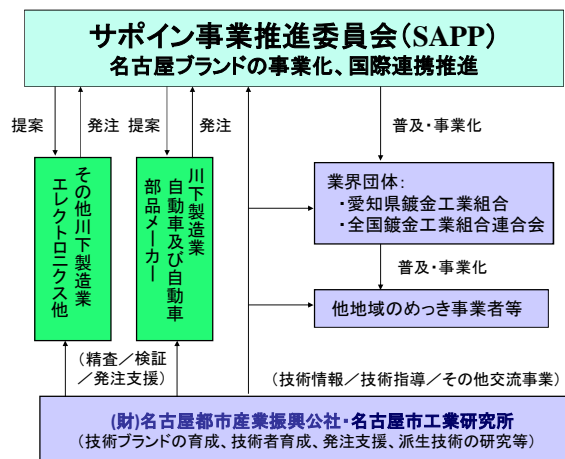 サポイン事業推進委員会(SAPP)
名古屋ブランドの事業化、国際連携推進
提案
発注
提案
発注
普及・事業化
その他川下製造業
エレクトロニクス他
川下製造業
自動車及び自動車
部品メーカー
業界団体:
・愛知県鍍金工業組合
・全国鍍金工業組合連合会
普及・事業化
他地域のめっき事業者等
(精査/検証
/発注支援)
(技術情報/技術指導/その他交流事業)
(財)名古屋都市産業振興公社・名古屋市工業研究所
(技術ブランドの育成、技術者育成、発注支援、派生技術の研究等)